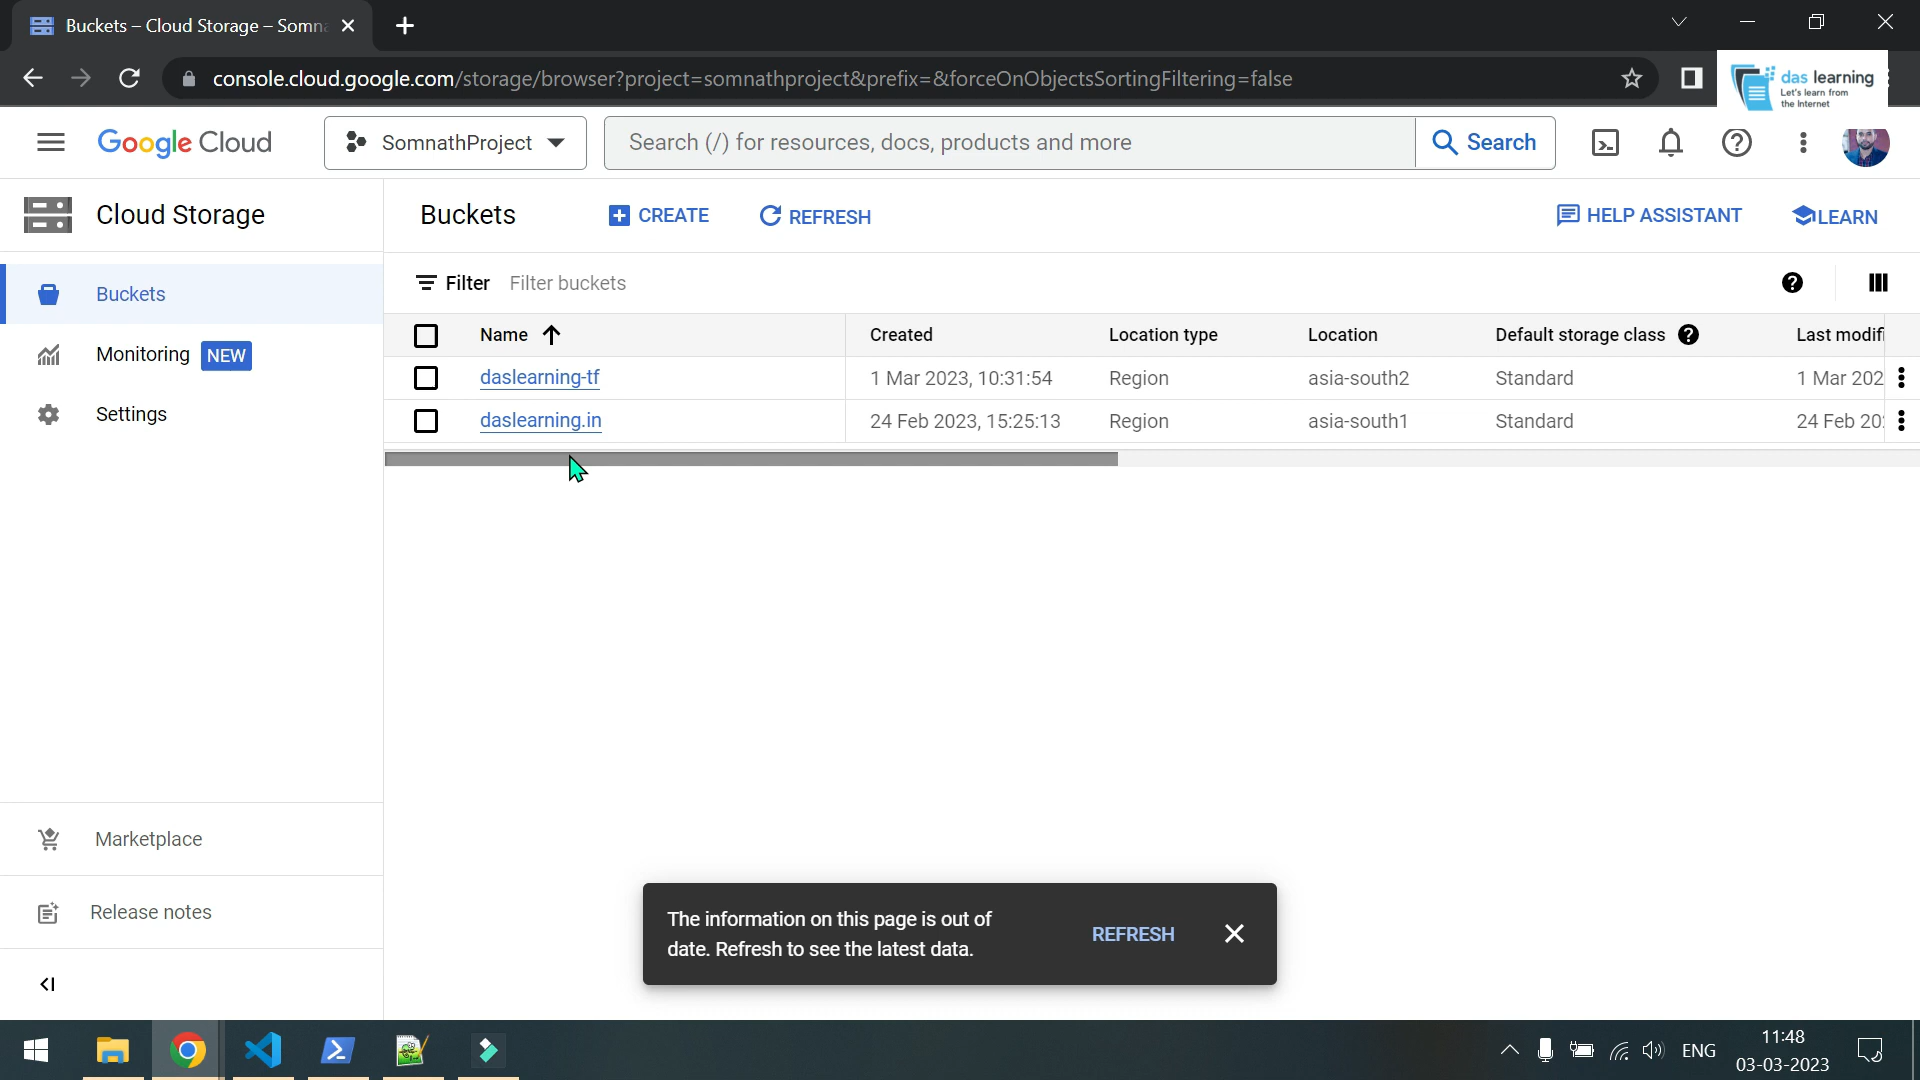 Buckets – Cloud Storage – Somn
console.cloud.google.com/storage/browser?project=somnathproject&prefix=&forceOnObjectsSortingFiltering=false
das learning
Let's learn from
the Internet
Google Cloud
SomnathProject
Search (/) for resources, docs, products and more
Search
Cloud Storage
Buckets
CREATE
REFRESH
HELP ASSISTANT
LEARN
Buckets
Monitoring NEW
Settings
Filter Filter buckets
Name Created Location type Location Default storage class Last modif
daslearning-tf 1 Mar 2023, 10:31:54 Region asia-south2 Standard 1 Mar 202
daslearning.in 24 Feb 2023, 15:25:13 Region asia-south1 Standard 24 Feb 20
Marketplace
Release notes
The information on this page is out of
date. Refresh to see the latest data.
REFRESH
ENG
11:48
03-03-2023